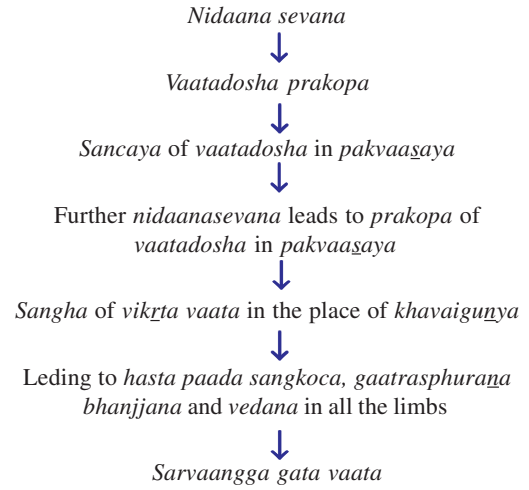 Nidaana sevana
Vaatadosha prakopa
Sancaya of vaatadosha in pakvaasaya
Further nidaanasevana leads to prakopa of
vaatadosha in pakvaasaya
Sangha of vikrta vaata in the place of khavaigunya
Leding to hasta paada sangkoca, gaatrasphurana
bhanjjana and vedana in all the limbs
Sarvaangga gata vaata